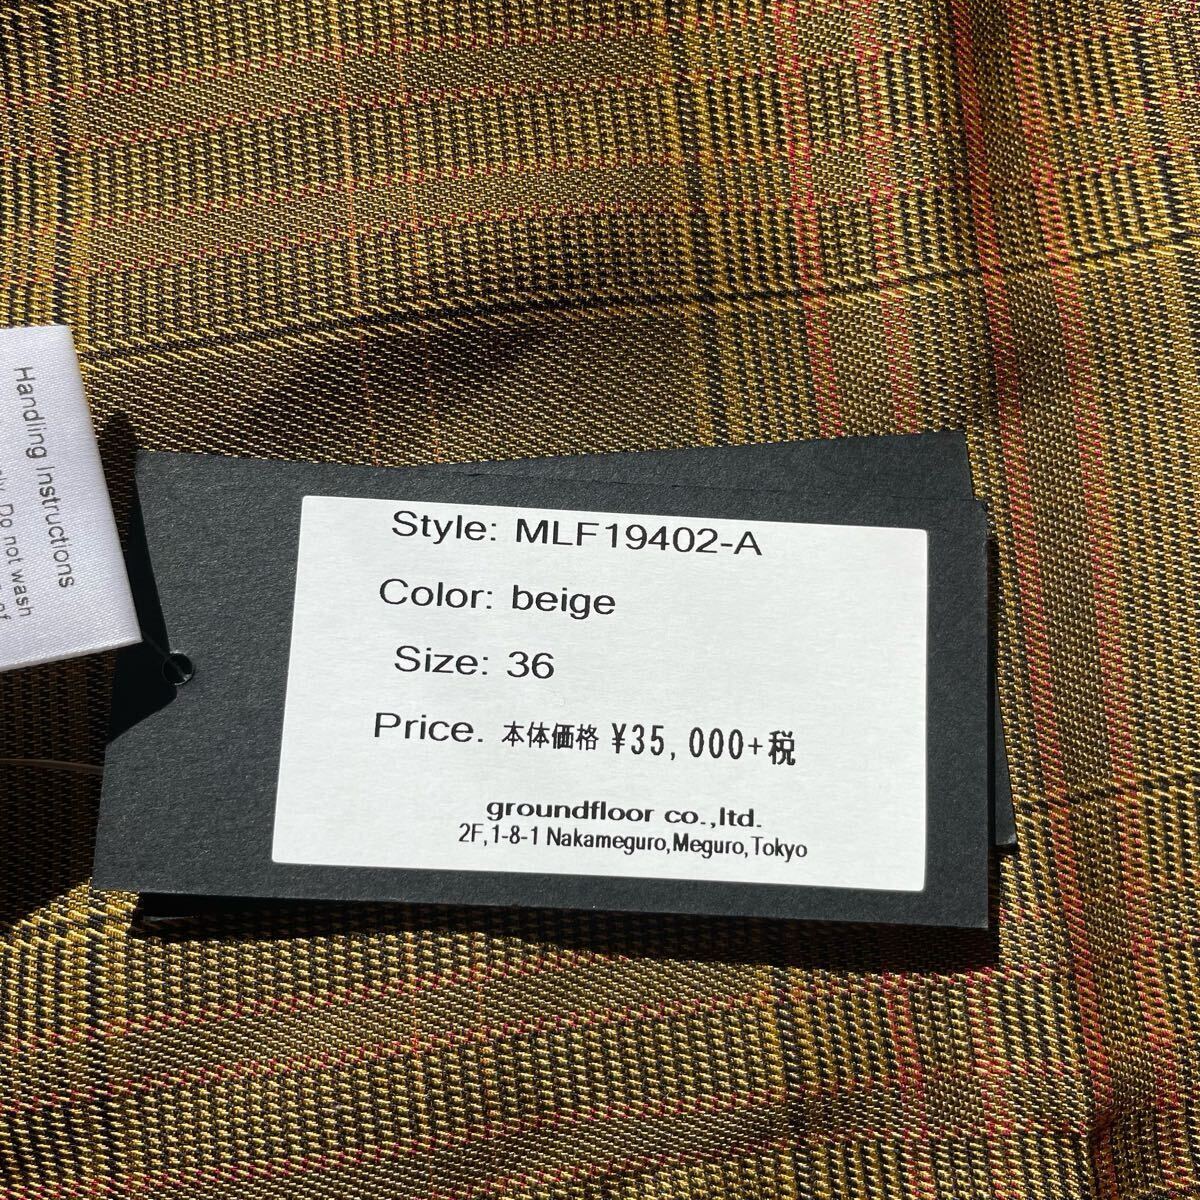 Handling Instructions
Do not wash
of
Style: MLF19402-A
Color: beige
Size: 36
Price. 本体価格 ¥35,000+税
groundfloor co.,ltd.
2F,1-8-1 Nakameguro,Meguro,Tokyo